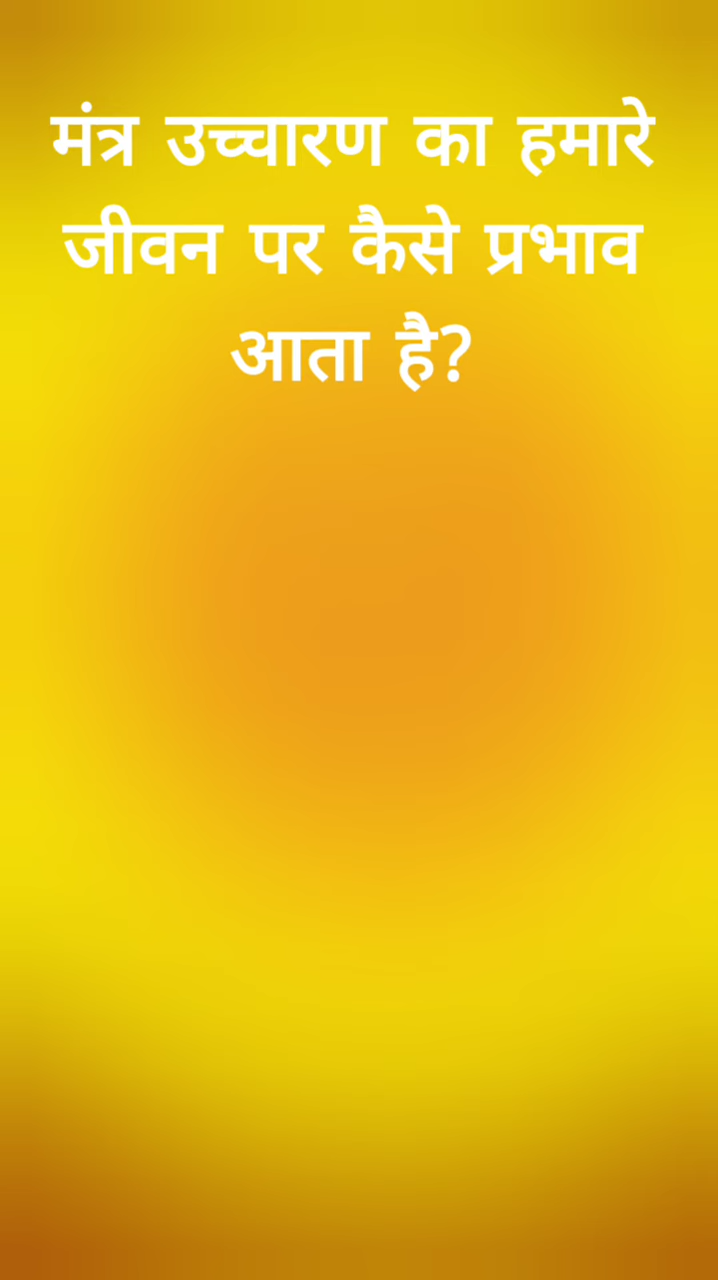 मंत्र उच्चारण का हमारे
जीवन पर कैसे प्रभाव
आता है?